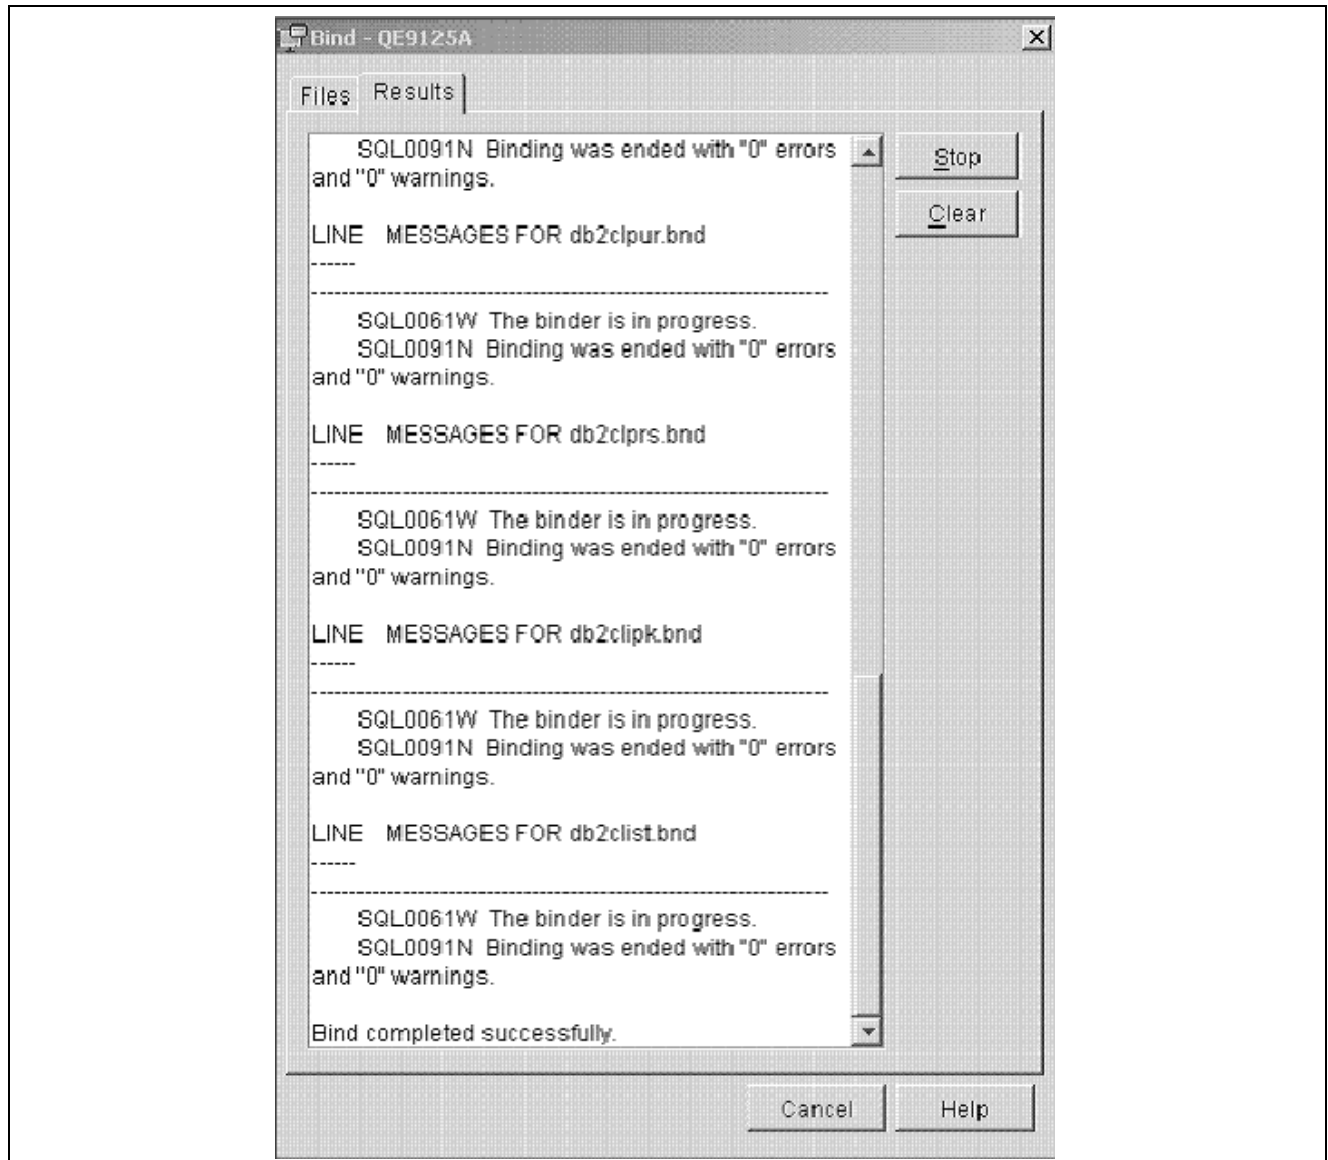 Bind - QE9125A
Files Results
SQL0091N Binding was ended with "0" errors
and "0" warnings.
Stop
Clear
LINE MESSAGES FOR db2clpur.bnd
------
---------------------------------------------------------------------
SQL0061W The binder is in progress.
SQL0091N Binding was ended with "0" errors
and "0" warnings.
LINE MESSAGES FOR db2clprs.bnd
------
---------------------------------------------------------------------
SQL0061W The binder is in progress.
SQL0091N Binding was ended with "0" errors
and "0" warnings.
LINE MESSAGES FOR db2clipk.bnd
------
---------------------------------------------------------------------
SQL0061W The binder is in progress.
SQL0091N Binding was ended with "0" errors
and "0" warnings.
LINE MESSAGES FOR db2clist.bnd
------
---------------------------------------------------------------------
SQL0061W The binder is in progress.
SQL0091N Binding was ended with "0" errors
and "0" warnings.
Bind completed successfully.
Cancel Help